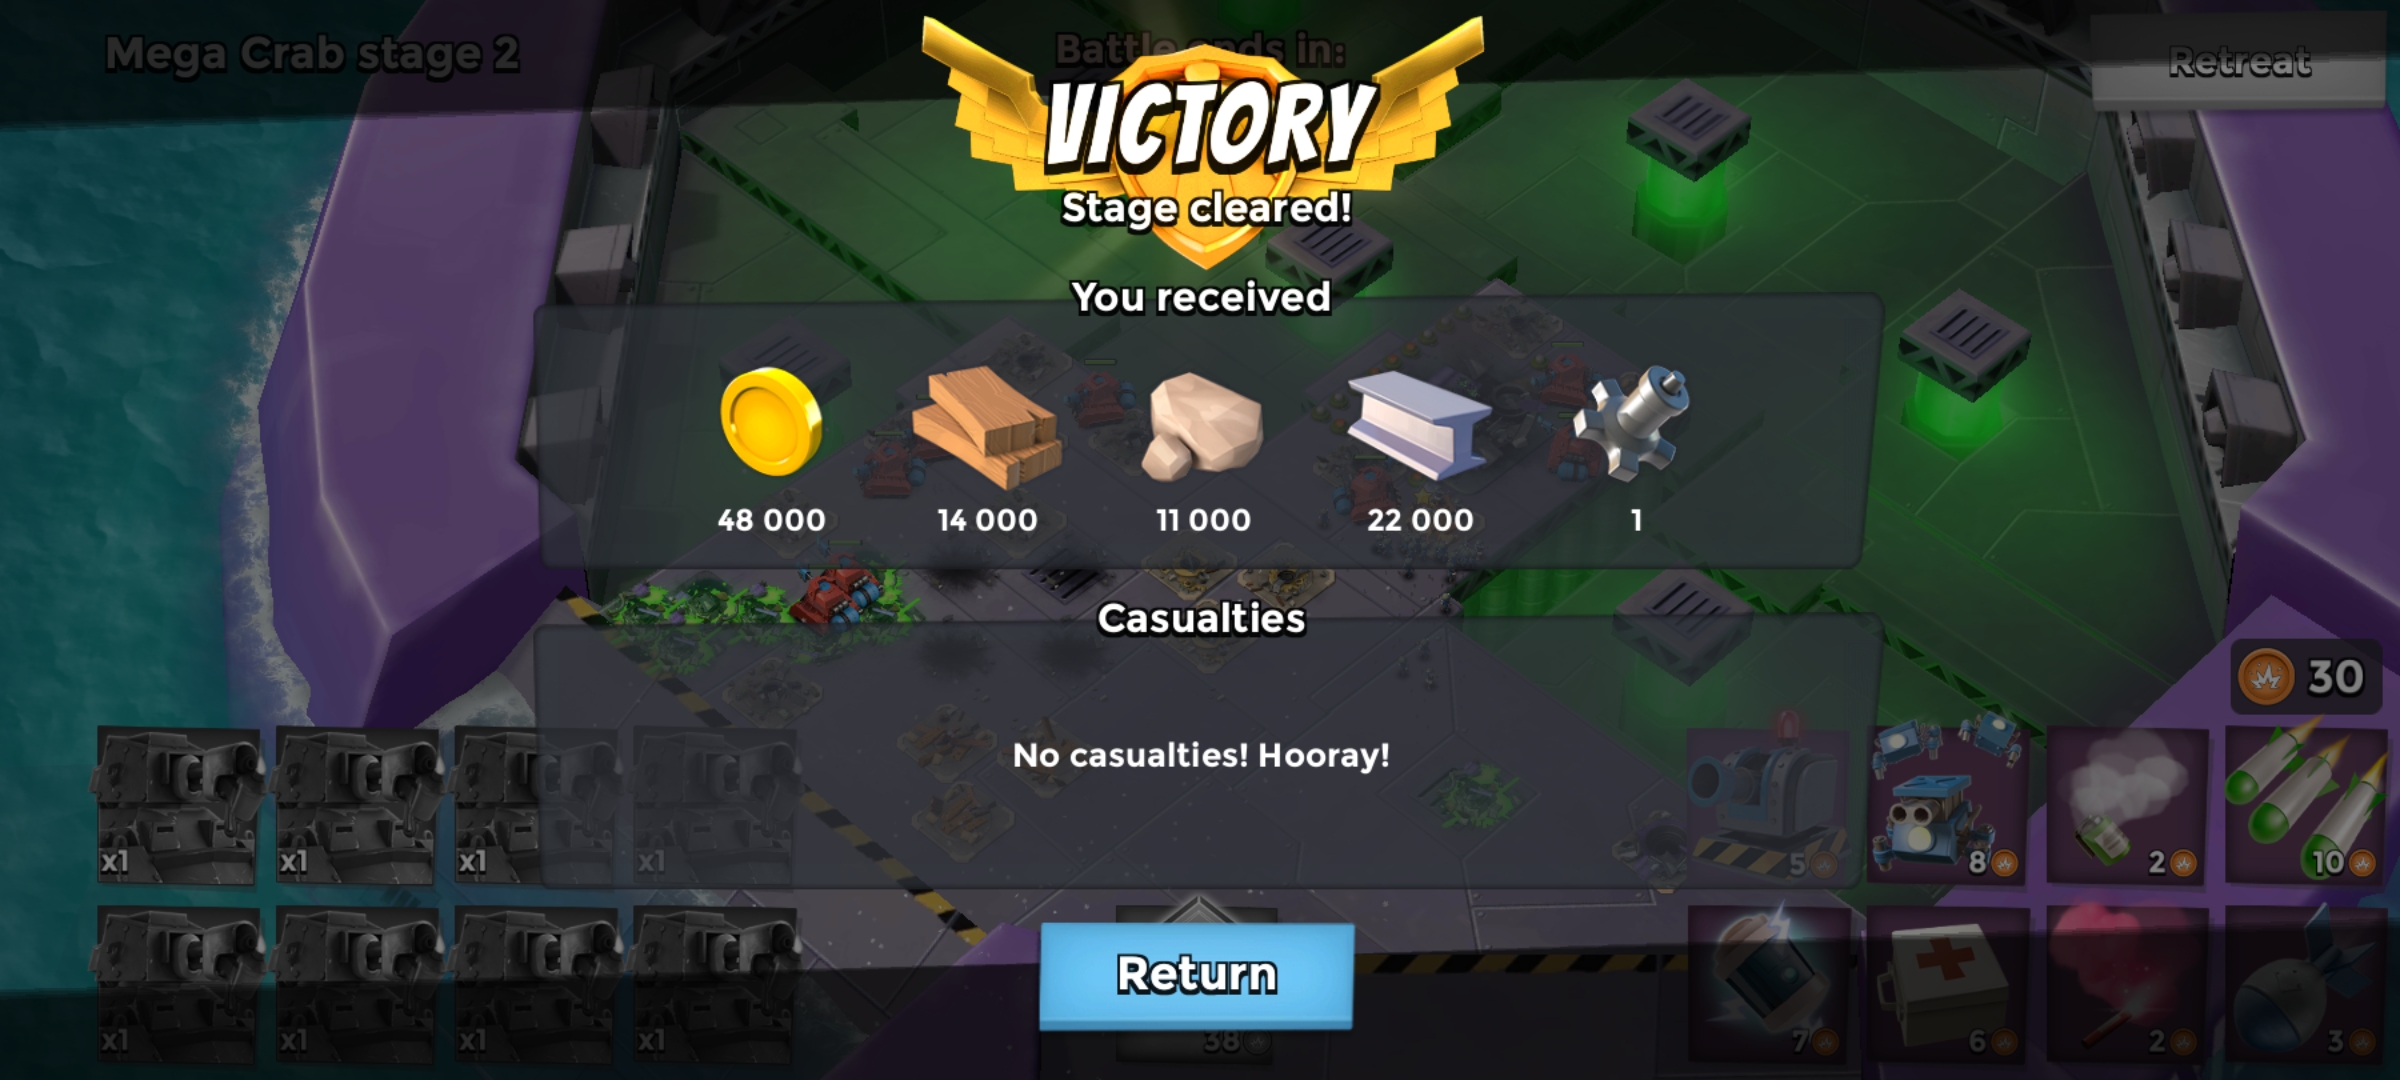 Mega Crab stage 2
Battle ends in:
Retreat
VICTORY
Stage cleared!
You received
48 000
14 000
11 000
22 000
1
Casualties
No casualties! Hooray!
30
x1
x1
x1
x1
5
8
2
10
x1
x1
x1
x1
Return
38
7
6
2
3